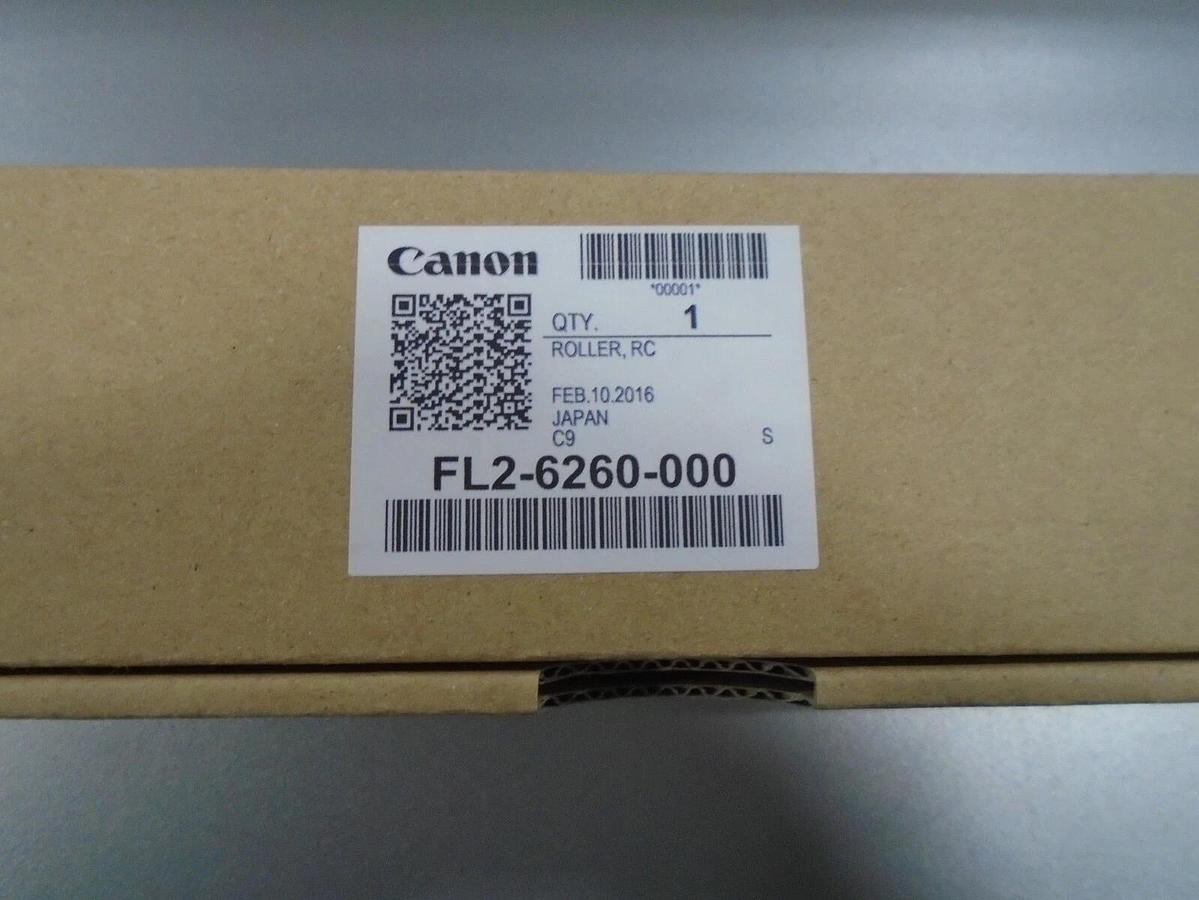 Canon
*00001*
QTY. 1
ROLLER, RC
FEB.10.2016
JAPAN
C9 S
FL2-6260-000